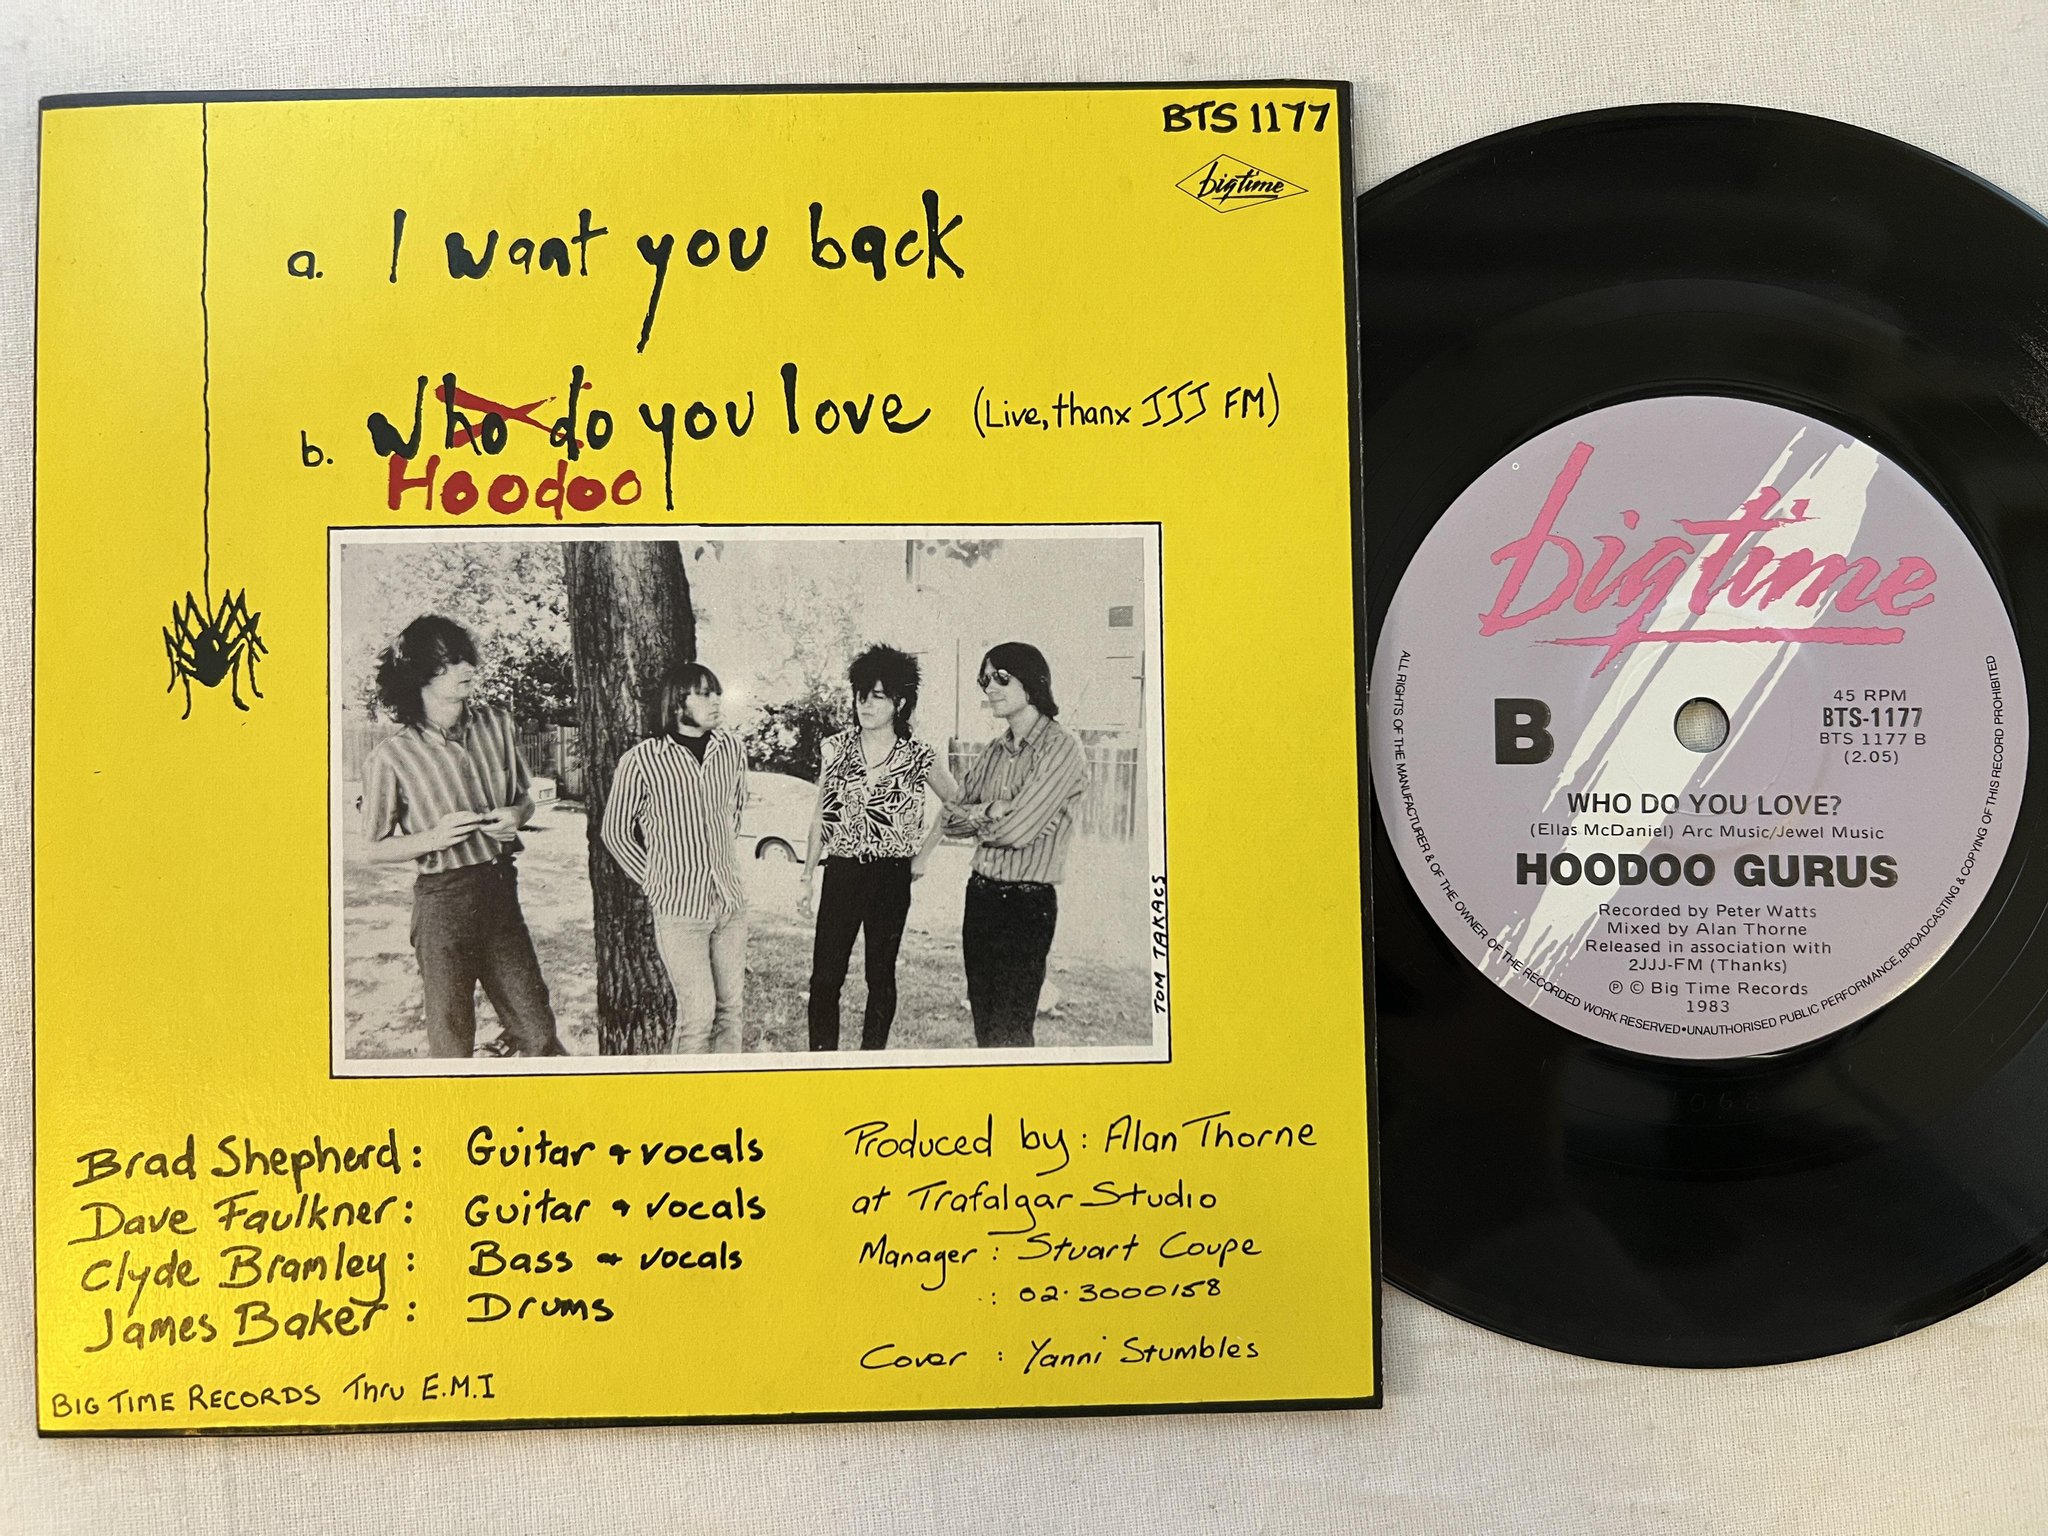 BTS 1177
bigtime
a. I want you back
b. Who do you love (Live, thanx JJJ FM)
Hoodoo
TOM TAKACS
Brad Shepherd: Guitar + vocals
Dave Faulkner: Guitar + vocals
Clyde Bramley: Bass + vocals
James Baker: Drums
BIG TIME RECORDS Thru E.M.I
Produced by: Alan Thorne
at Trafalgar Studio
Manager: Stuart Coupe
: 02·3000158
Cover : Yanni Stumbles
bigtime
B
45 RPM
BTS-1177
BTS 1177 B
(2.05)
WHO DO YOU LOVE?
(Ellas McDaniel) Arc Music/Jewel Music
HOODOO GURUS
Recorded by Peter Watts
Mixed by Alan Thorne
Released in association with
2JJJ-FM (Thanks)
℗ © Big Time Records
1983
ALL RIGHTS OF THE MANUFACTURER & OF THE OWNER OF THE RECORDED WORK RESERVED•UNAUTHORISED PUBLIC PERFORMANCE, BROADCASTING & COPYING OF THIS RECORD PROHIBITED